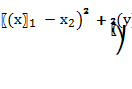 〖(x〗1 − x2)² + (y